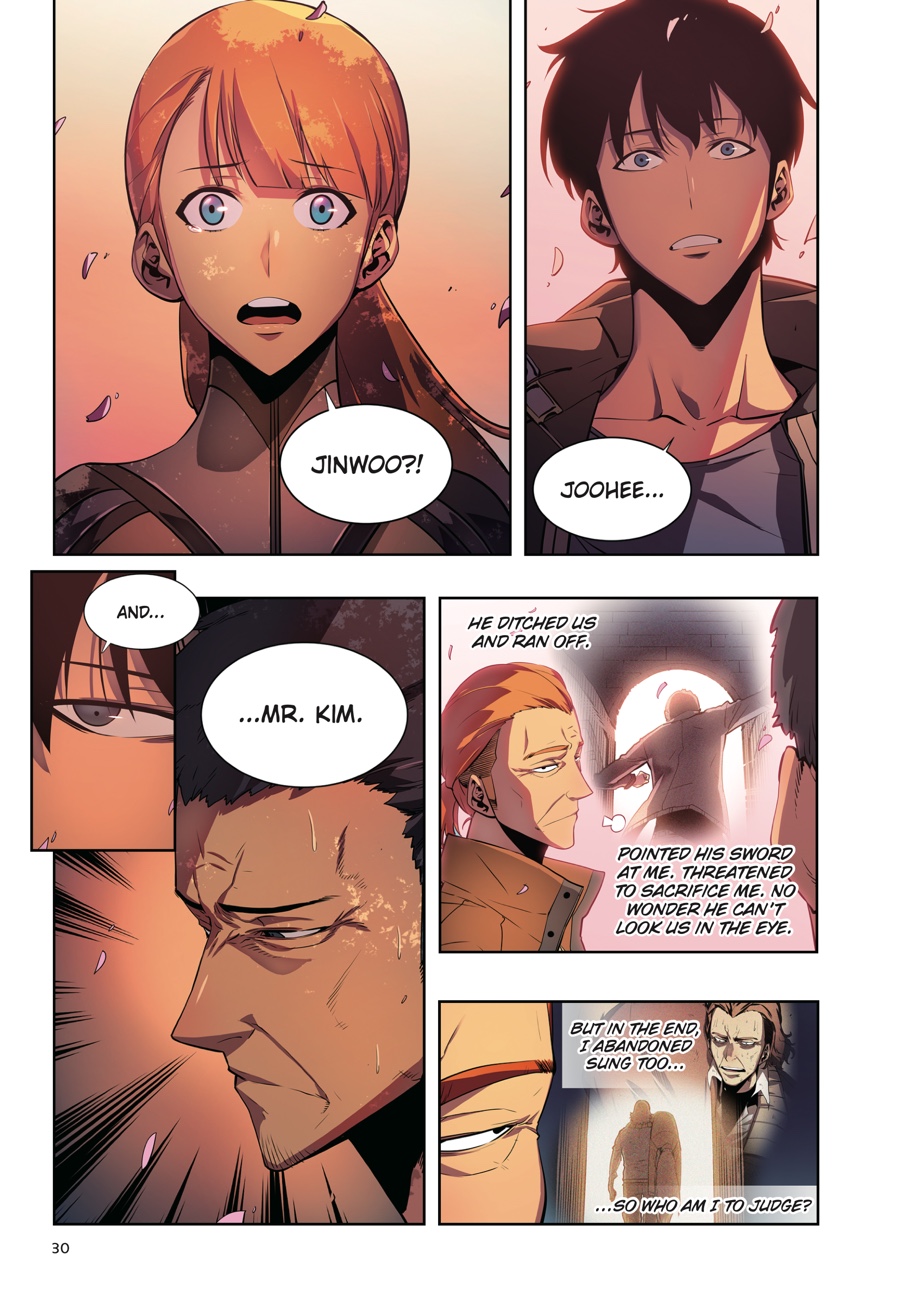 JINWOO?!
JOOHEE...
AND...
...MR. KIM.
HE DITCHED US
AND RAN OFF.
POINTED HIS SWORD
AT ME. THREATENED
TO SACRIFICE ME. NO
WONDER HE CAN'T
LOOK US IN THE EYE.
BUT IN THE END,
I ABANDONED
SUNG TOO...
...SO WHO AM I TO JUDGE?
30